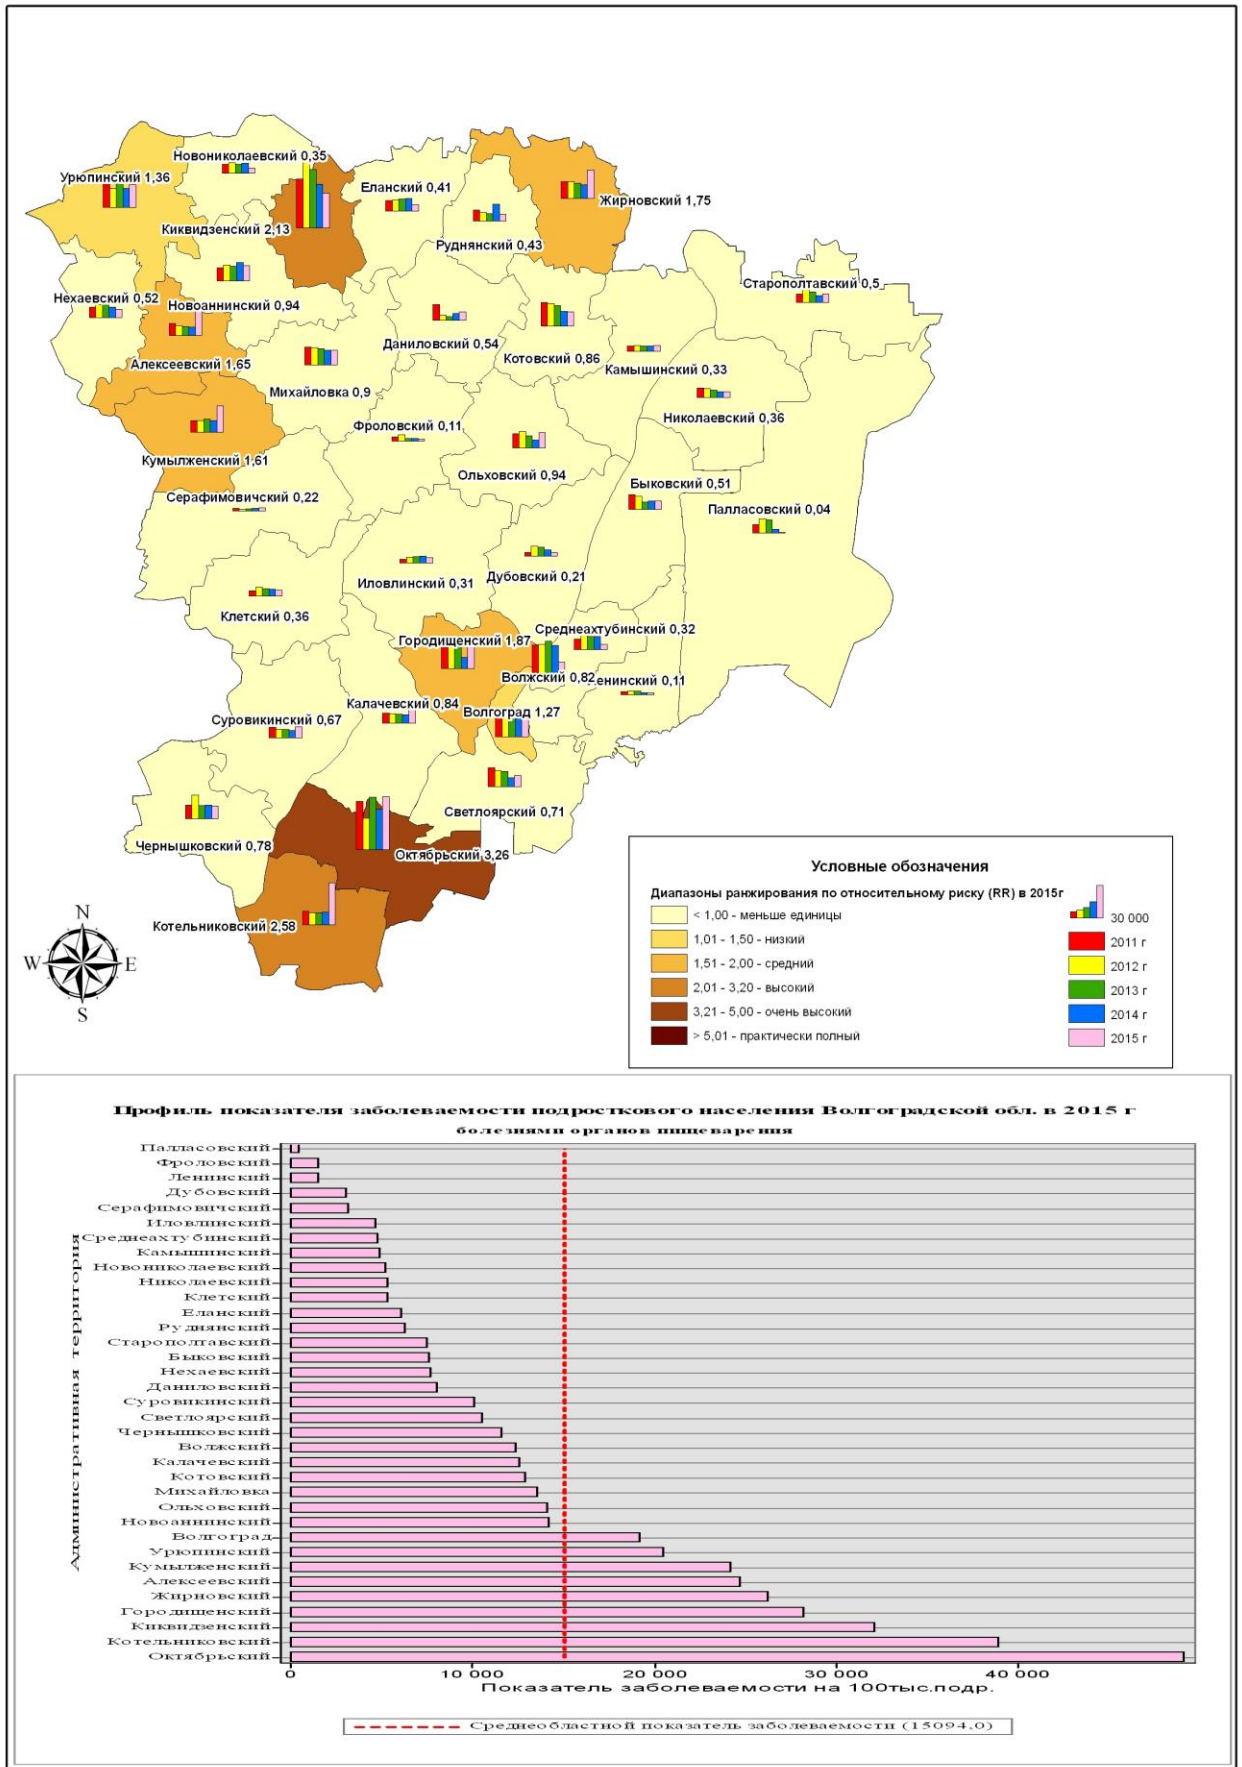 Новониколаевский 0,35
Урюпинский 1,36
Еланский 0,41
Жирновский 1,75
Киквидзенский 2,13
Руднянский 0,43
Старополтавский 0,5
Нехаевский 0,52
Новоаннинский 0,94
Даниловский 0,54
Котовский 0,86
Камышинский 0,33
Алексеевский 1,65
Михайловка 0,9
Николаевский 0,36
Фроловский 0,11
Кумылженский 1,61
Ольховский 0,94
Быковский 0,51
Серафимовичский 0,22
Палласовский 0,04
Иловлинский 0,31
Дубовский 0,21
Клетский 0,36
Среднеахтубинский 0,32
Городищенский 1,87
Волжский 0,82
енинский 0,11
Калачевский 0,84
Волгоград 1,27
Суровикинский 0,67
Светлоярский 0,71
Чернышковский 0,78
Октябрьский 3,26
Котельниковский 2,58
N
W
E
S
Условные обозначения
Диапазоны ранжирования по относительному риску (RR) в 2015г
< 1,00 - меньше единицы
1,01 - 1,50 - низкий
1,51 - 2,00 - средний
2,01 - 3,20 - высокий
3,21 - 5,00 - очень высокий
> 5,01 - практически полный
30 000
2011 г
2012 г
2013 г
2014 г
2015 г
Профиль показателя заболеваемости подросткового населения Волгоградской обл. в 2015 г
болезнями органов пищеварения
Административная территория
Палласовский
Фроловский
Ленинский
Дубовский
Серафимовичский
Иловлинский
Среднеахтубинский
Камышинский
Новониколаевский
Николаевский
Клетский
Еланский
Руднянский
Старополтавский
Быковский
Нехаевский
Даниловский
Суровикинский
Светлоярский
Чернышковский
Волжский
Калачевский
Котовский
Михайловка
Ольховский
Новоаннинский
Волгоград
Урюпинский
Кумылженский
Алексеевский
Жирновский
Городищенский
Киквидзенский
Котельниковский
Октябрьский
0 10 000 20 000 30 000 40 000
Показатель заболеваемости на 100тыс.подр.
Среднеобластной показатель заболеваемости (15094,0)